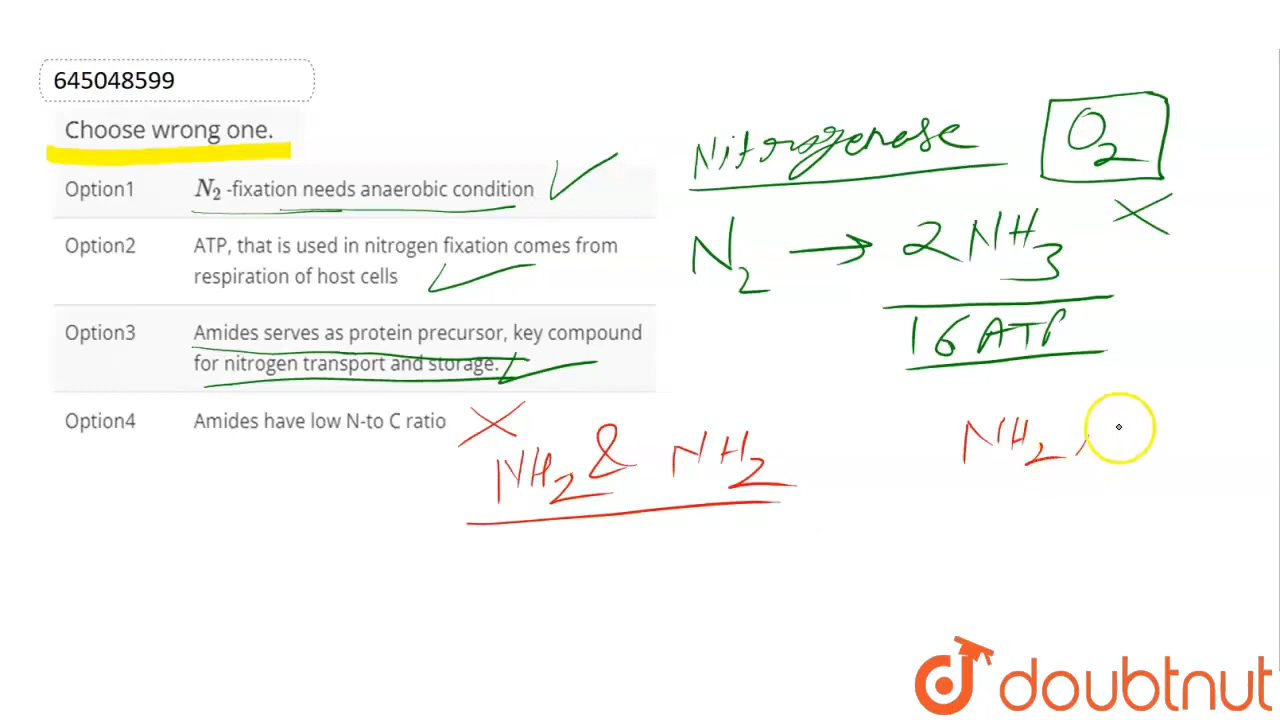 645048599
Choose wrong one.
Option1 N₂ -fixation needs anaerobic condition
Option2 ATP, that is used in nitrogen fixation comes from
respiration of host cells
Option3 Amides serves as protein precursor, key compound
for nitrogen transport and storage.
Option4 Amides have low N-to C ratio
Nitrogenase O₂
N₂ → 2NH₃
16 ATP
NH₂ & NH₂
NH₂
doubtnut